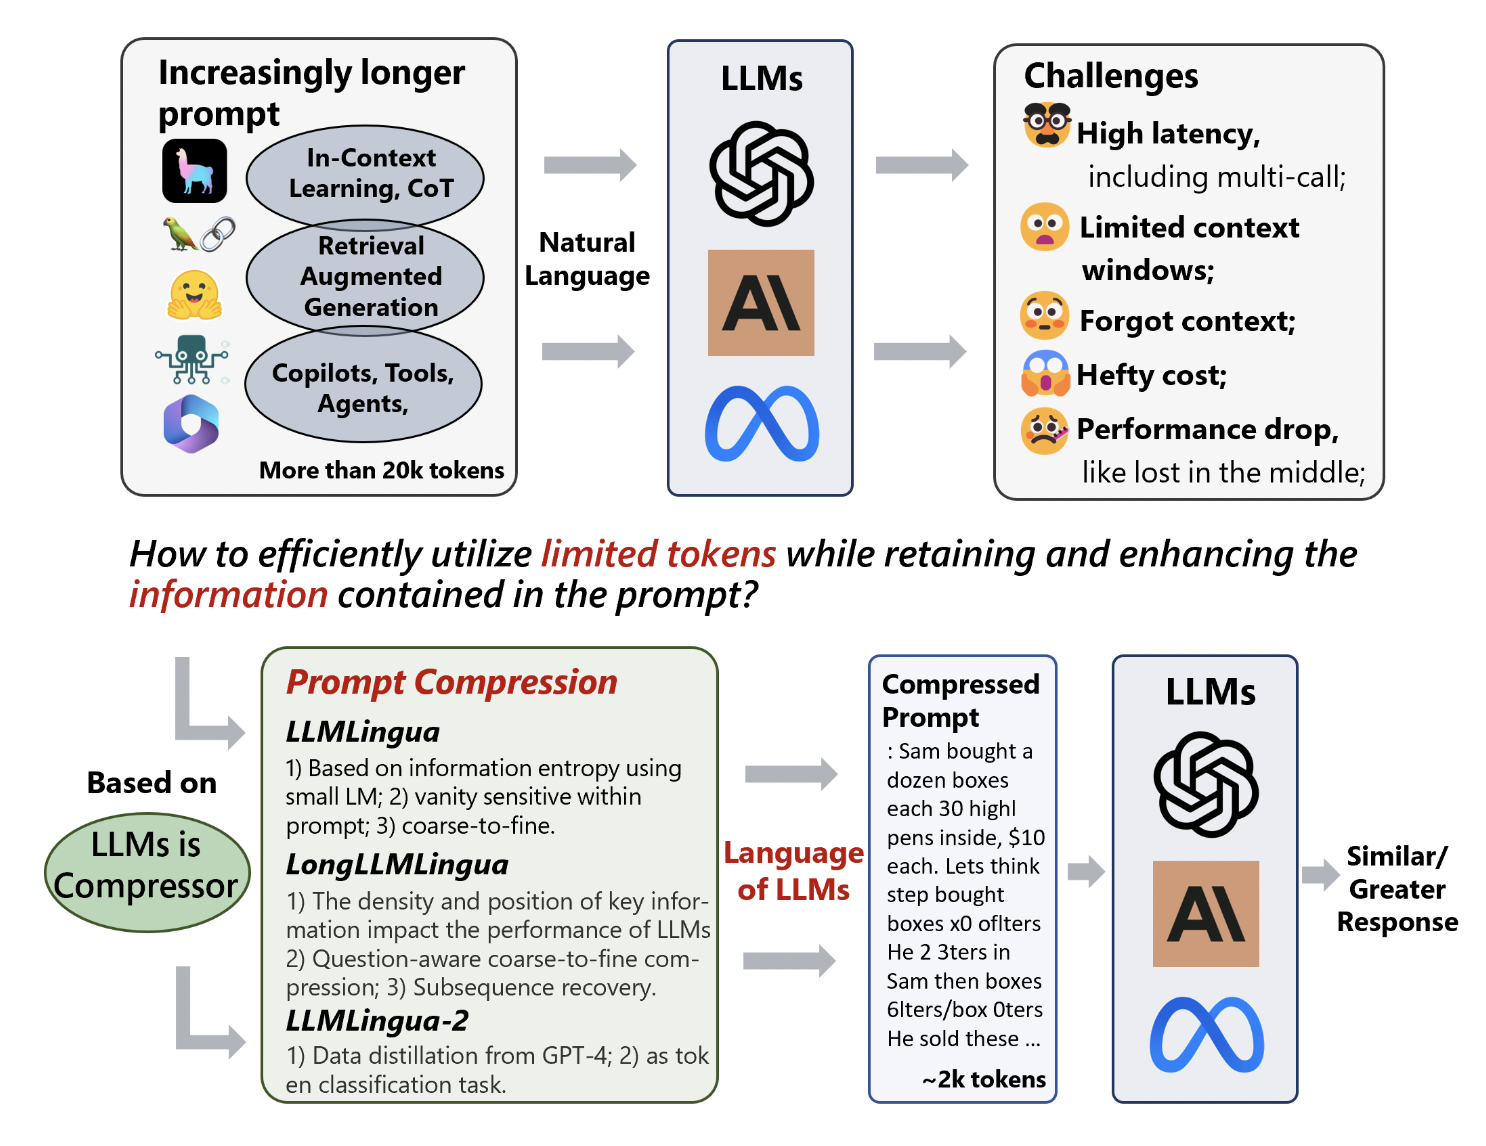 Increasingly longer
prompt
In-Context
Learning, CoT
Retrieval
Augmented
Generation
Copilots, Tools,
Agents,
More than 20k tokens
Natural
Language
LLMs
Challenges
High latency,
including multi-call;
Limited context
windows;
Forgot context;
Hefty cost;
Performance drop,
like lost in the middle;
How to efficiently utilize limited tokens while retaining and enhancing the
information contained in the prompt?
Based on
LLMs is
Compressor
Prompt Compression
LLMLingua
1) Based on information entropy using
small LM; 2) vanity sensitive within
prompt; 3) coarse-to-fine.
LongLLMLingua
1) The density and position of key infor-
mation impact the performance of LLMs
2) Question-aware coarse-to-fine com-
pression; 3) Subsequence recovery.
LLMLingua-2
1) Data distillation from GPT-4; 2) as tok
en classification task.
Language
of LLMs
Compressed
Prompt
: Sam bought a
dozen boxes
each 30 highl
pens inside, $10
each. Lets think
step bought
boxes x0 oflters
He 2 3ters in
Sam then boxes
6lters/box 0ters
He sold these ...
~2k tokens
LLMs
Similar/
Greater
Response